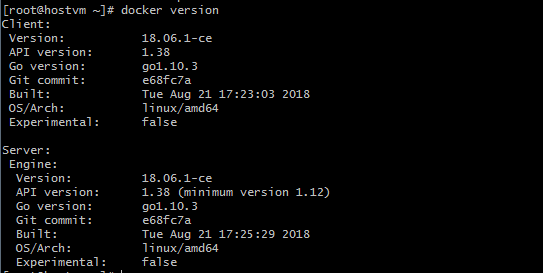 [root@hostvm ~]# docker version
Client:
 Version:           18.06.1-ce
 API version:       1.38
 Go version:        go1.10.3
 Git commit:        e68fc7a
 Built:             Tue Aug 21 17:23:03 2018
 OS/Arch:           linux/amd64
 Experimental:      false

Server:
 Engine:
  Version:          18.06.1-ce
  API version:      1.38 (minimum version 1.12)
  Go version:       go1.10.3
  Git commit:       e68fc7a
  Built:            Tue Aug 21 17:25:29 2018
  OS/Arch:          linux/amd64
  Experimental:     false